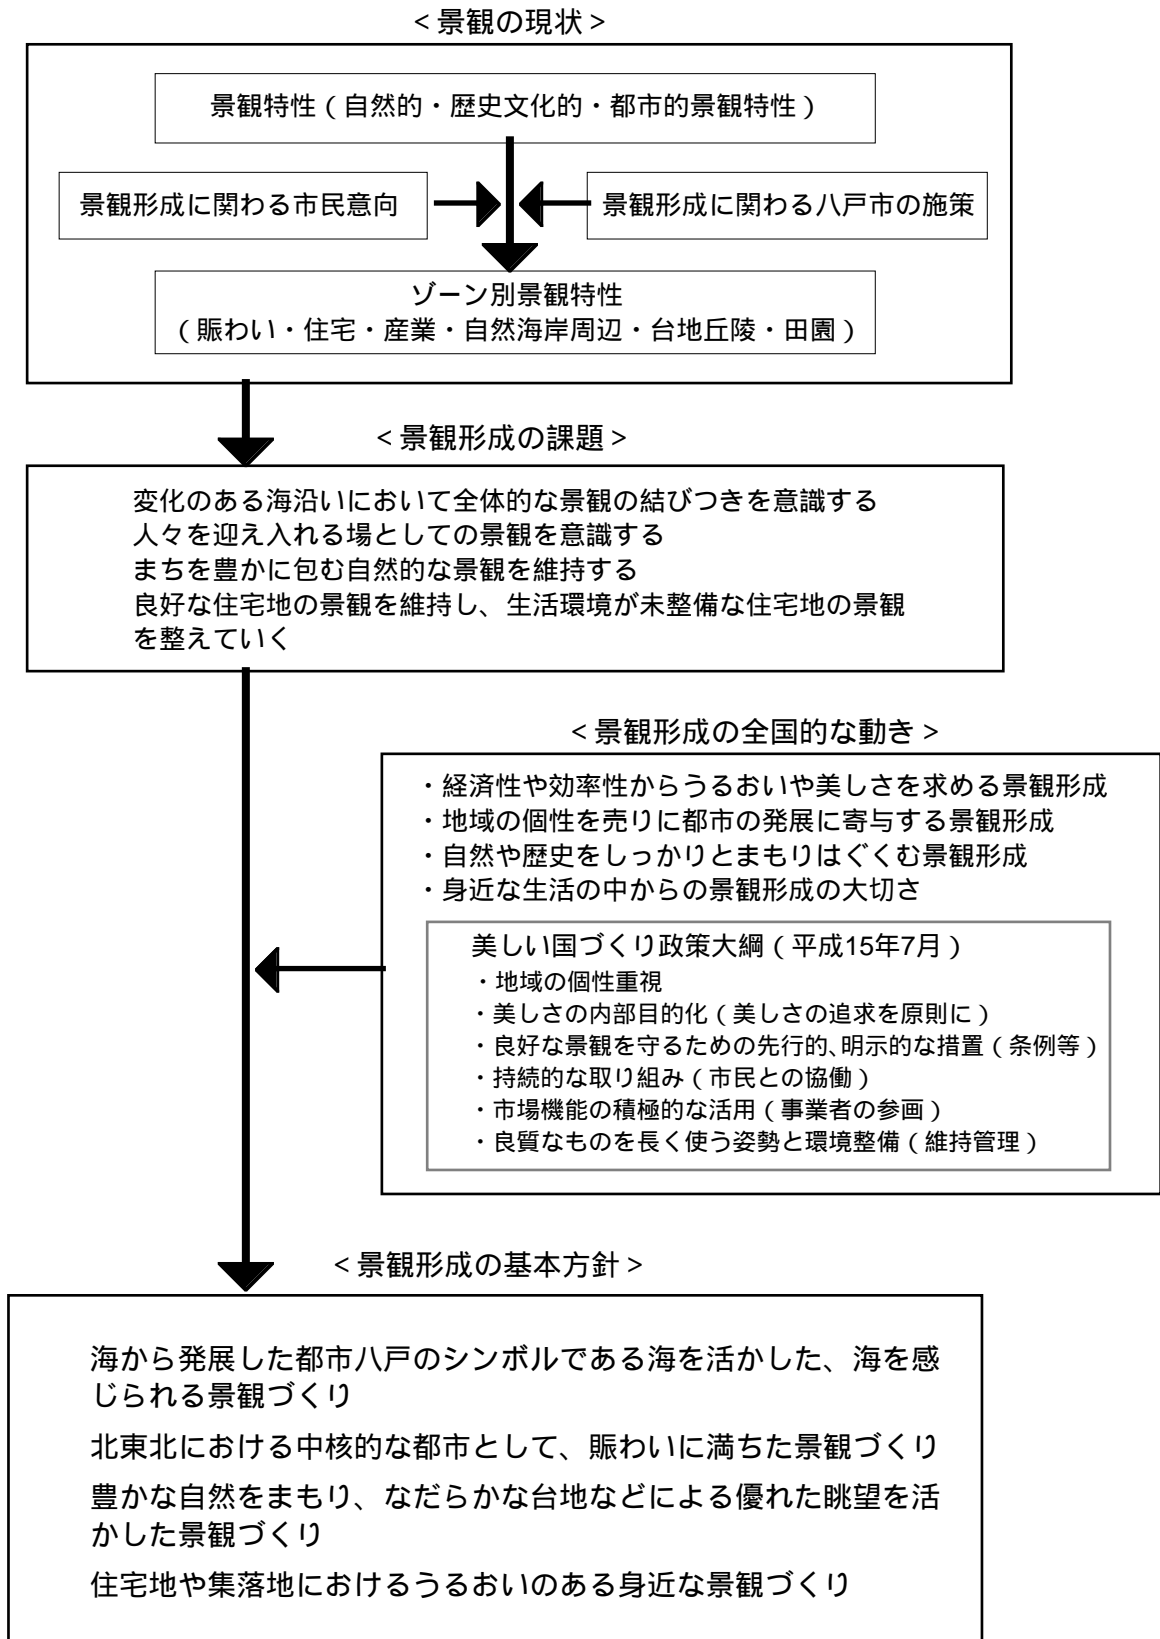 ＜景観の現状＞
景観特性（自然的・歴史文化的・都市的景観特性）
景観形成に関わる市民意向
景観形成に関わる八戸市の施策
ゾーン別景観特性
（賑わい・住宅・産業・自然海岸周辺・台地丘陵・田園）
＜景観形成の課題＞
変化のある海沿いにおいて全体的な景観の結びつきを意識する
人々を迎え入れる場としての景観を意識する
まちを豊かに包む自然的な景観を維持する
良好な住宅地の景観を維持し、生活環境が未整備な住宅地の景観
を整えていく
＜景観形成の全国的な動き＞
・経済性や効率性からうるおいや美しさを求める景観形成
・地域の個性を売りに都市の発展に寄与する景観形成
・自然や歴史をしっかりとまもりはぐくむ景観形成
・身近な生活の中からの景観形成の大切さ
美しい国づくり政策大綱（平成15年7月）
・地域の個性重視
・美しさの内部目的化（美しさの追求を原則に）
・良好な景観を守るための先行的、明示的な措置（条例等）
・持続的な取り組み（市民との協働）
・市場機能の積極的な活用（事業者の参画）
・良質なものを長く使う姿勢と環境整備（維持管理）
＜景観形成の基本方針＞
海から発展した都市八戸のシンボルである海を活かした、海を感
じられる景観づくり
北東北における中核的な都市として、賑わいに満ちた景観づくり
豊かな自然をまもり、なだらかな台地などによる優れた眺望を活
かした景観づくり
住宅地や集落地におけるうるおいのある身近な景観づくり